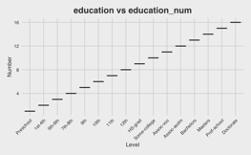 education vs education_num
Number
16
12
8
4
Preschool
1st-4th
5th-6th
7th-8th
9th
10th
11th
12th
HS-grad
Some-college
Assoc-voc
Assoc-acdm
Bachelors
Masters
Prof-school
Doctorate
Level